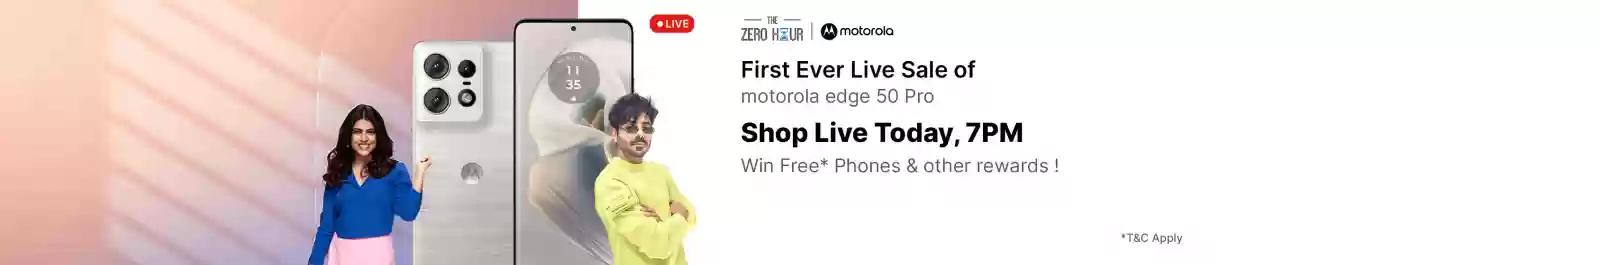 LIVE
THE
ZERO HOUR
motorola
First Ever Live Sale of
motorola edge 50 Pro
Shop Live Today, 7PM
Win Free* Phones & other rewards !
*T&C Apply
11
35